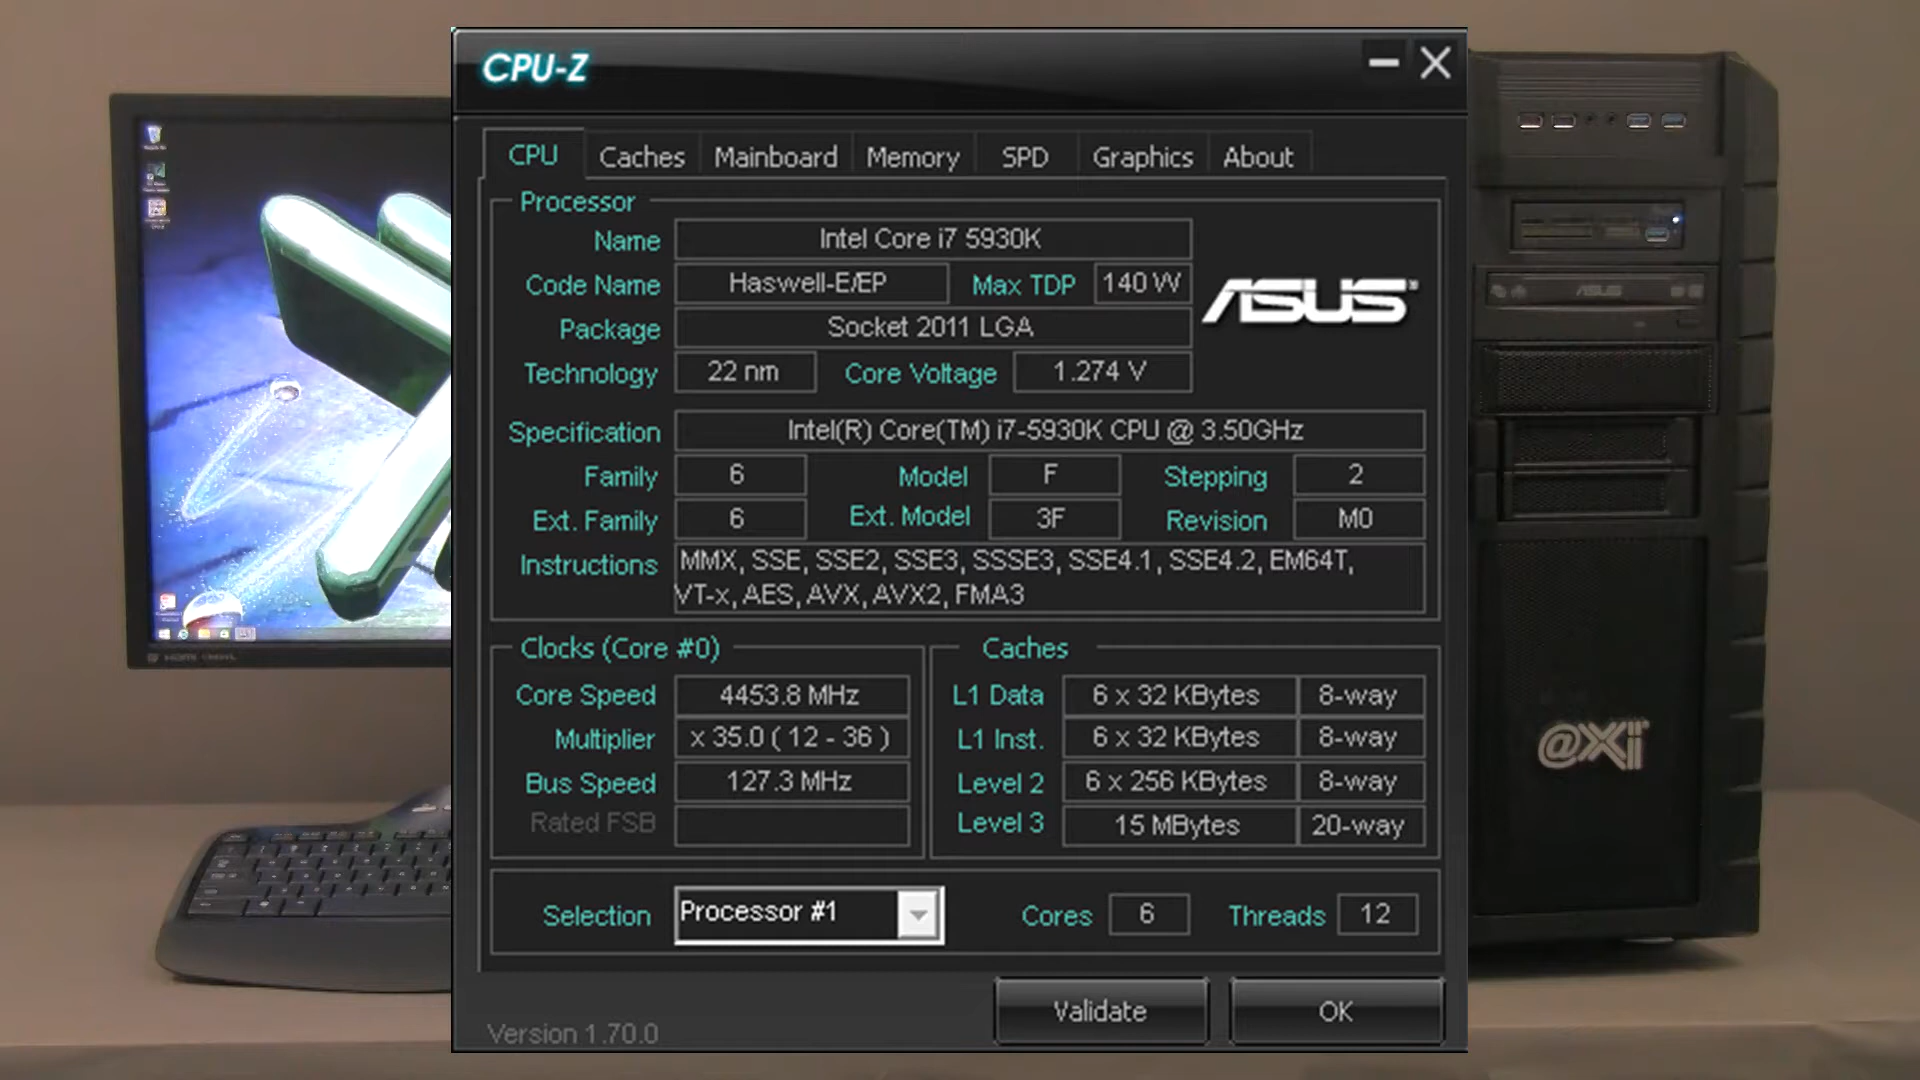 CPU-Z
CPU Caches Mainboard Memory SPD Graphics About
Processor
Name Intel Core i7 5930K
Code Name Haswell-E/EP Max TDP 140 W
ASUS
Package Socket 2011 LGA
Technology 22 nm Core Voltage 1.274 V
Specification Intel(R) Core(TM) i7-5930K CPU @ 3.50GHz
Family 6 Model F Stepping 2
Ext. Family 6 Ext. Model 3F Revision M0
Instructions MMX, SSE, SSE2, SSE3, SSSE3, SSE4.1, SSE4.2, EM64T,
VT-x, AES, AVX, AVX2, FMA3
Clocks (Core #0)
Core Speed 4453.8 MHz
Multiplier x 35.0 ( 12 - 36 )
Bus Speed 127.3 MHz
Rated FSB
Caches
L1 Data 6 x 32 KBytes 8-way
L1 Inst. 6 x 32 KBytes 8-way
Level 2 6 x 256 KBytes 8-way
Level 3 15 MBytes 20-way
Selection Processor #1 Cores 6 Threads 12
Version 1.70.0
Validate OK
ASUS
@Xi